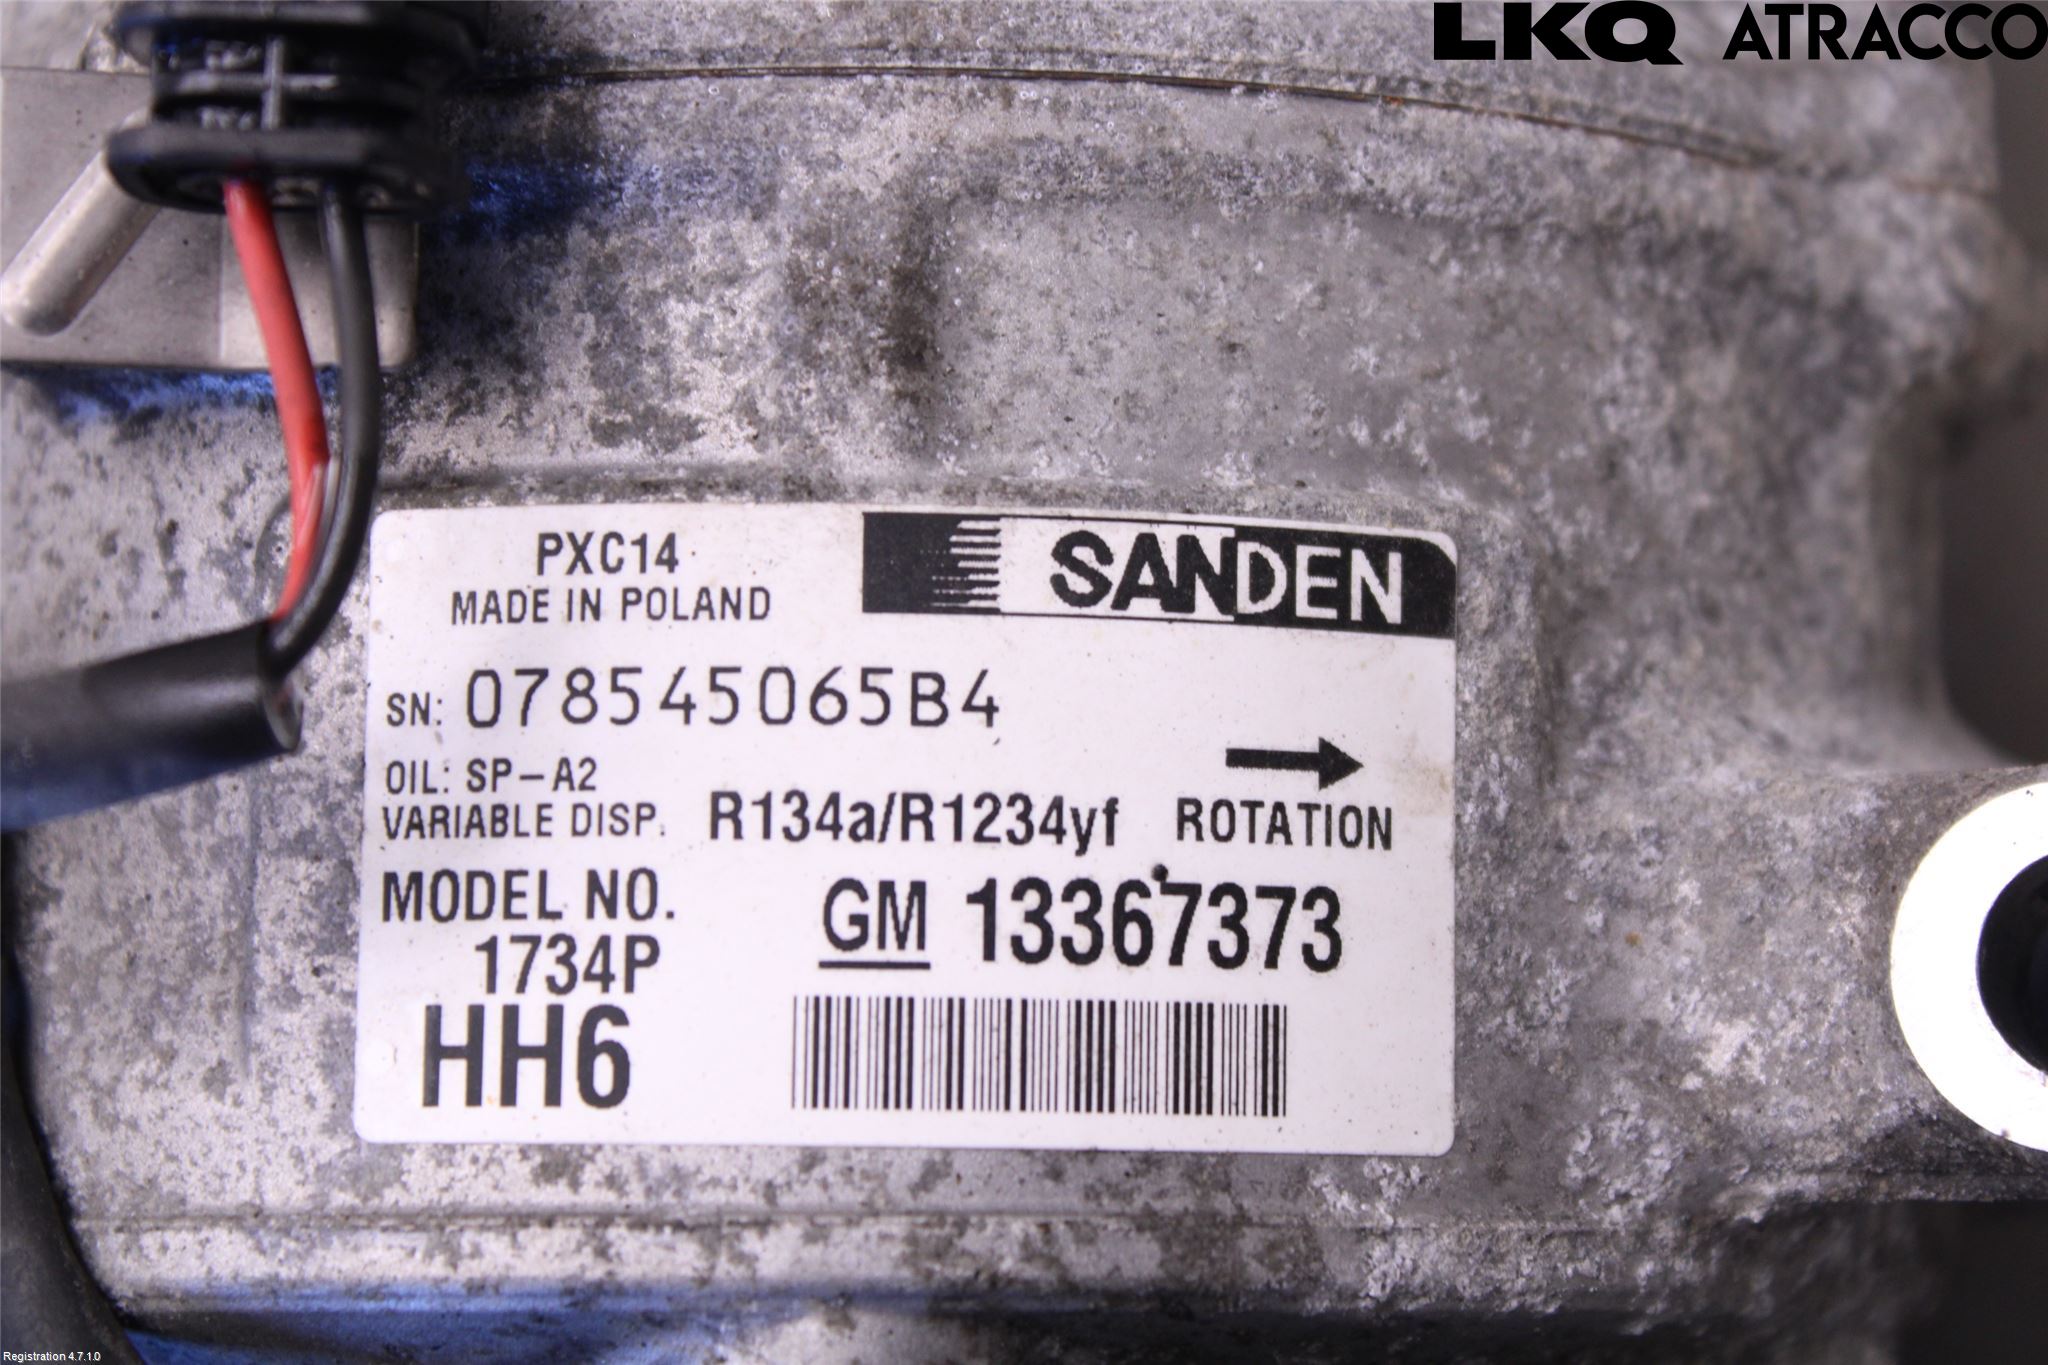 LKQ ATRACCO
PXC14
MADE IN POLAND
SANDEN
SN: 078545065B4
OIL: SP-A2
VARIABLE DISP. R134a/R1234yf ROTATION
MODEL NO.
1734P
GM 13367373
HH6
Registration 4.7.1.0